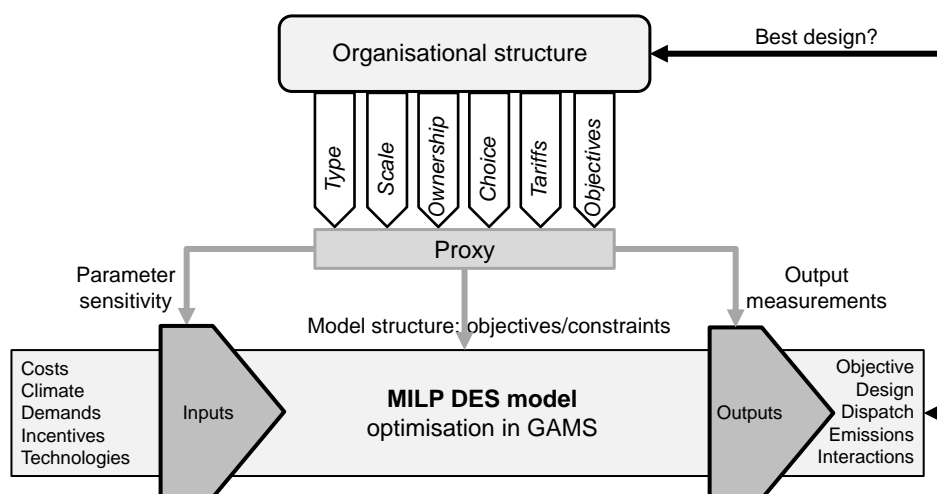 Best design?
Organisational structure
Type
Scale
Ownership
Choice
Tariffs
Objectives
Proxy
Parameter
sensitivity
Output
measurements
Model structure: objectives/constraints
Costs
Climate
Demands
Incentives
Technologies
Inputs
MILP DES model
optimisation in GAMS
Outputs
Objective
Design
Dispatch
Emissions
Interactions